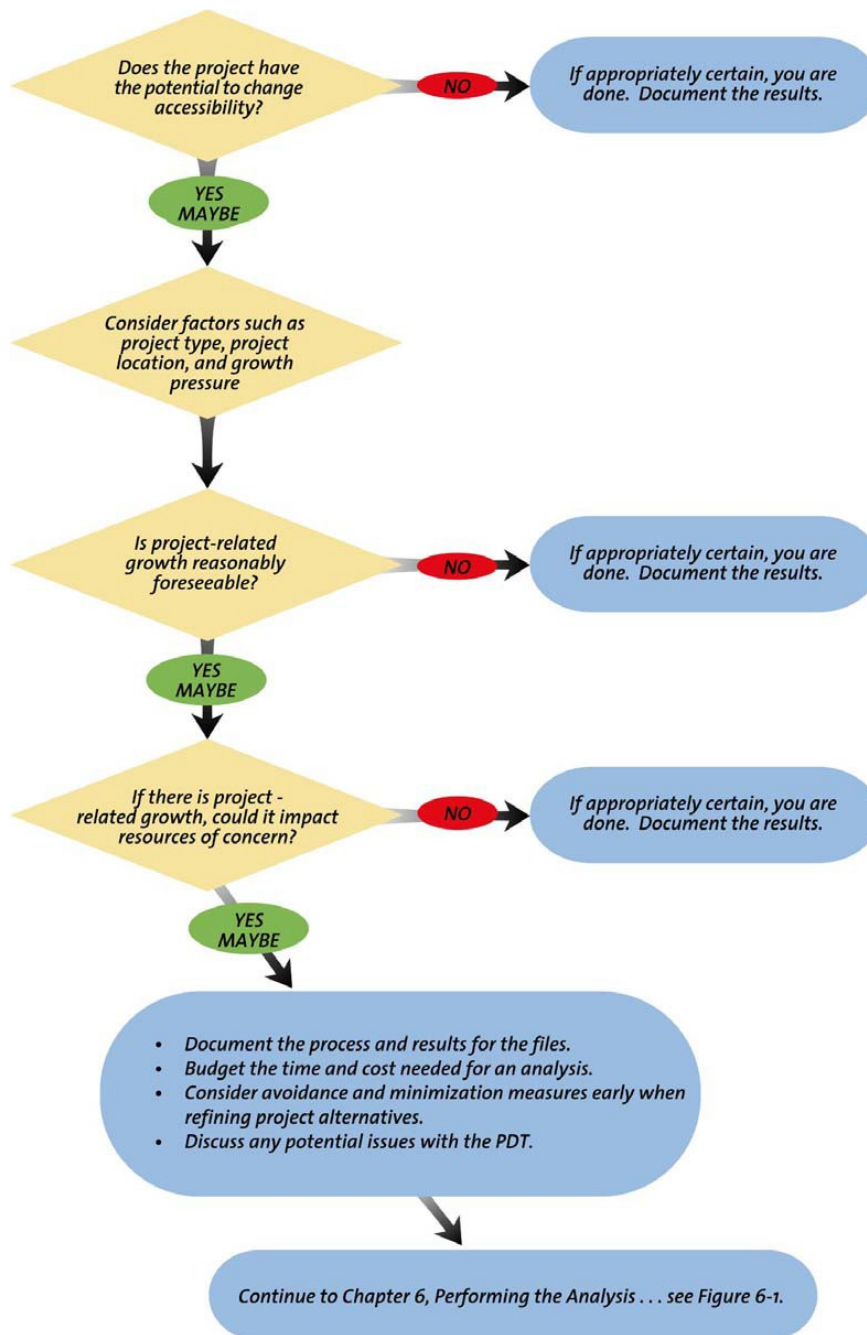 Does the project have
the potential to change
accessibility?
NO
If appropriately certain, you are
done. Document the results.
YES
MAYBE
Consider factors such as
project type, project
location, and growth
pressure
Is project-related
growth reasonably
foreseeable?
NO
If appropriately certain, you are
done. Document the results.
YES
MAYBE
If there is project -
related growth, could it impact
resources of concern?
NO
If appropriately certain, you are
done. Document the results.
YES
MAYBE
• Document the process and results for the files.
• Budget the time and cost needed for an analysis.
• Consider avoidance and minimization measures early when
refining project alternatives.
• Discuss any potential issues with the PDT.
Continue to Chapter 6, Performing the Analysis . . . see Figure 6-1.